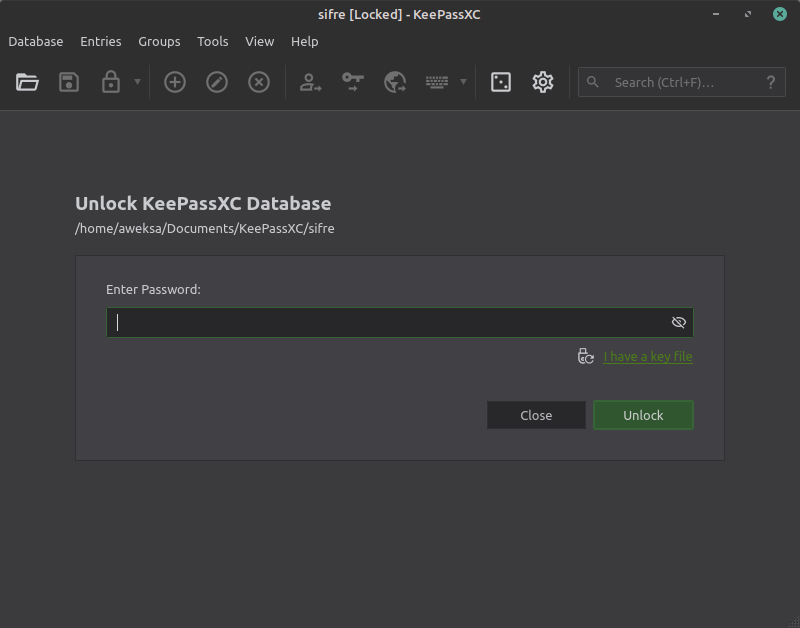 sifre [Locked] - KeePassXC
Database Entries Groups Tools View Help
Search (Ctrl+F)... ?
Unlock KeePassXC Database
/home/aweksa/Documents/KeePassXC/sifre
Enter Password:
I have a key file
Close Unlock